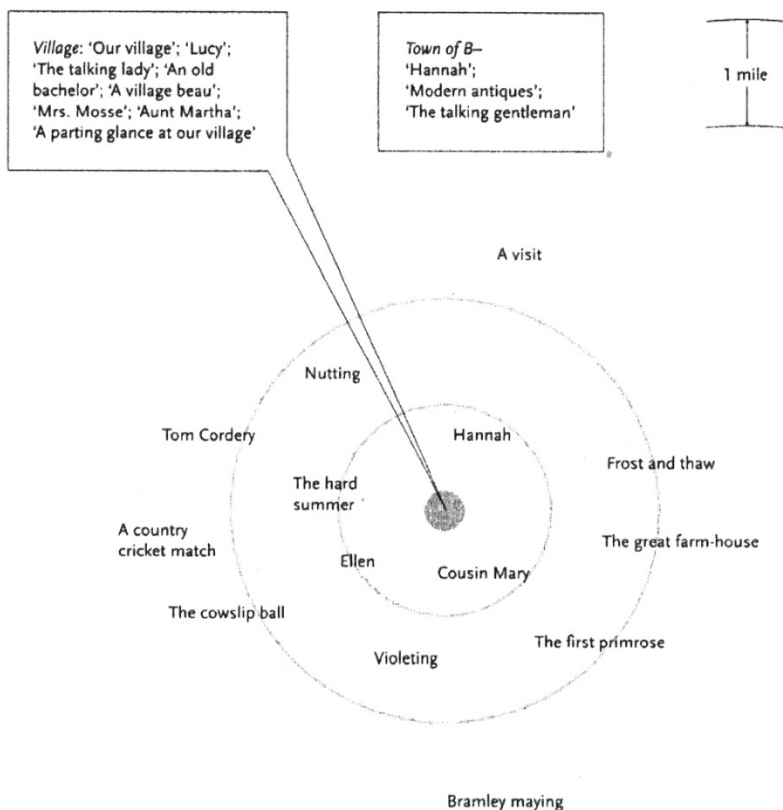 Village: ‘Our village’; ‘Lucy’;
‘The talking lady’; ‘An old
bachelor’; ‘A village beau’;
‘Mrs. Mosse’; ‘Aunt Martha’;
‘A parting glance at our village’
Town of B–
‘Hannah’;
‘Modern antiques’;
‘The talking gentleman’
1 mile
A visit
Nutting
Tom Cordery
Hannah
Frost and thaw
The hard
summer
A country
cricket match
The great farm-house
Ellen
Cousin Mary
The cowslip ball
The first primrose
Violeting
Bramley maying